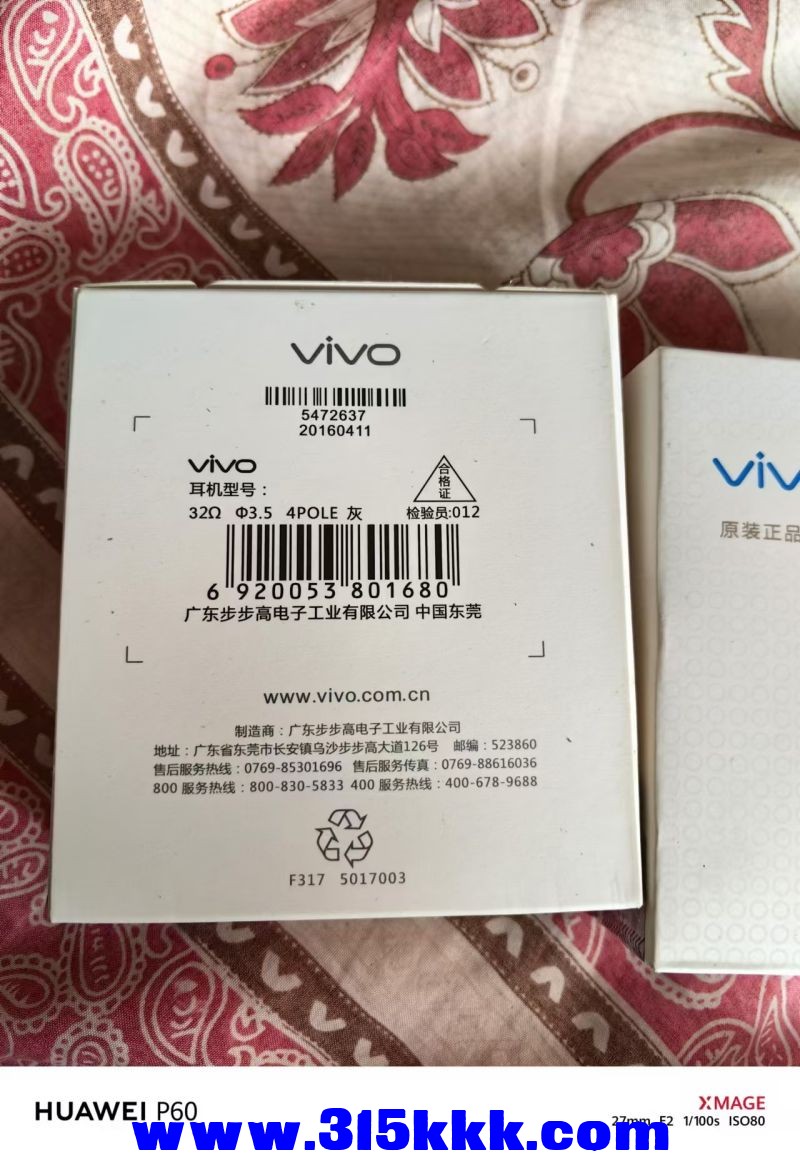 vivo
5472637
20160411
vivo
耳机型号：
合格证
32Ω Φ3.5 4POLE 灰
检验员:012
6 920053 801680
广东步步高电子工业有限公司 中国东莞
www.vivo.com.cn
制造商：广东步步高电子工业有限公司
地址：广东省东莞市长安镇乌沙步步高大道126号 邮编：523860
售后服务热线：0769-85301696 售后服务传真：0769-88616036
800 服务热线：800-830-5833 400 服务热线：400-678-9688
F317 5017003
原装正品
HUAWEI P60
XMAGE
27mm F2 1/100s ISO80
www.315kkk.com